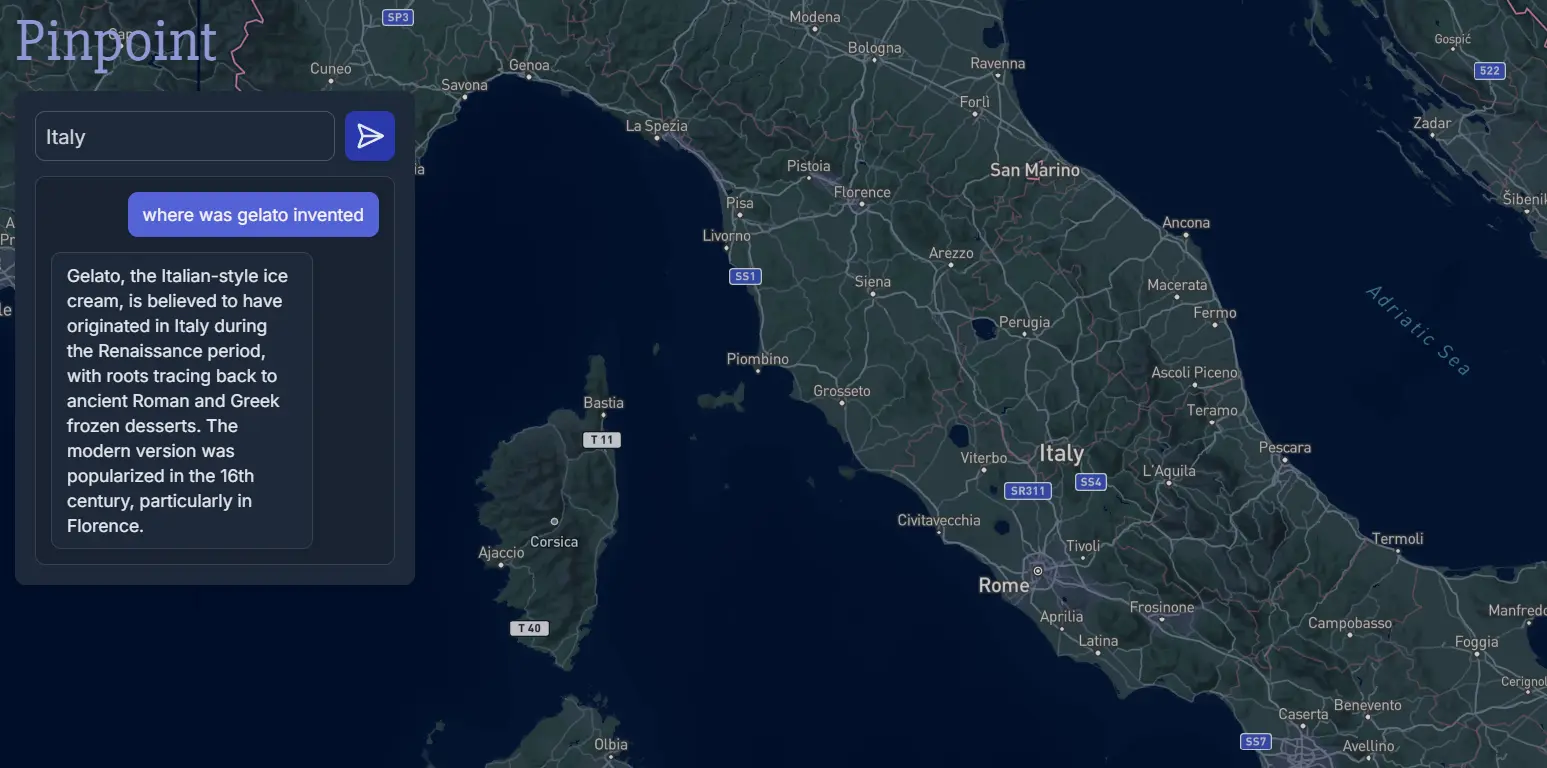 Pinpoint
Italy
where was gelato invented
Gelato, the Italian-style ice
cream, is believed to have
originated in Italy during
the Renaissance period,
with roots tracing back to
ancient Roman and Greek
frozen desserts. The
modern version was
popularized in the 16th
century, particularly in
Florence.
SP3
Modena
Bologna
Gospić
Cuneo
Genoa
Ravenna
522
Savona
Forlì
La Spezia
Zadar
Pistoia
San Marino
Florence
Pisa
Šibenik
Livorno
Ancona
Arezzo
SS1
Siena
Macerata
Adriatic Sea
Perugia
Fermo
Piombino
Ascoli Piceno
Grosseto
Bastia
Teramo
T 11
Pescara
Viterbo
Italy
L'Aquila
SR311
SS4
Civitavecchia
Corsica
Ajaccio
Tivoli
Termoli
Rome
Aprilia
Frosinone
Manfredo
T 40
Campobasso
Latina
Foggia
Cerignol
Caserta
Benevento
SS7
Olbia
Avellino